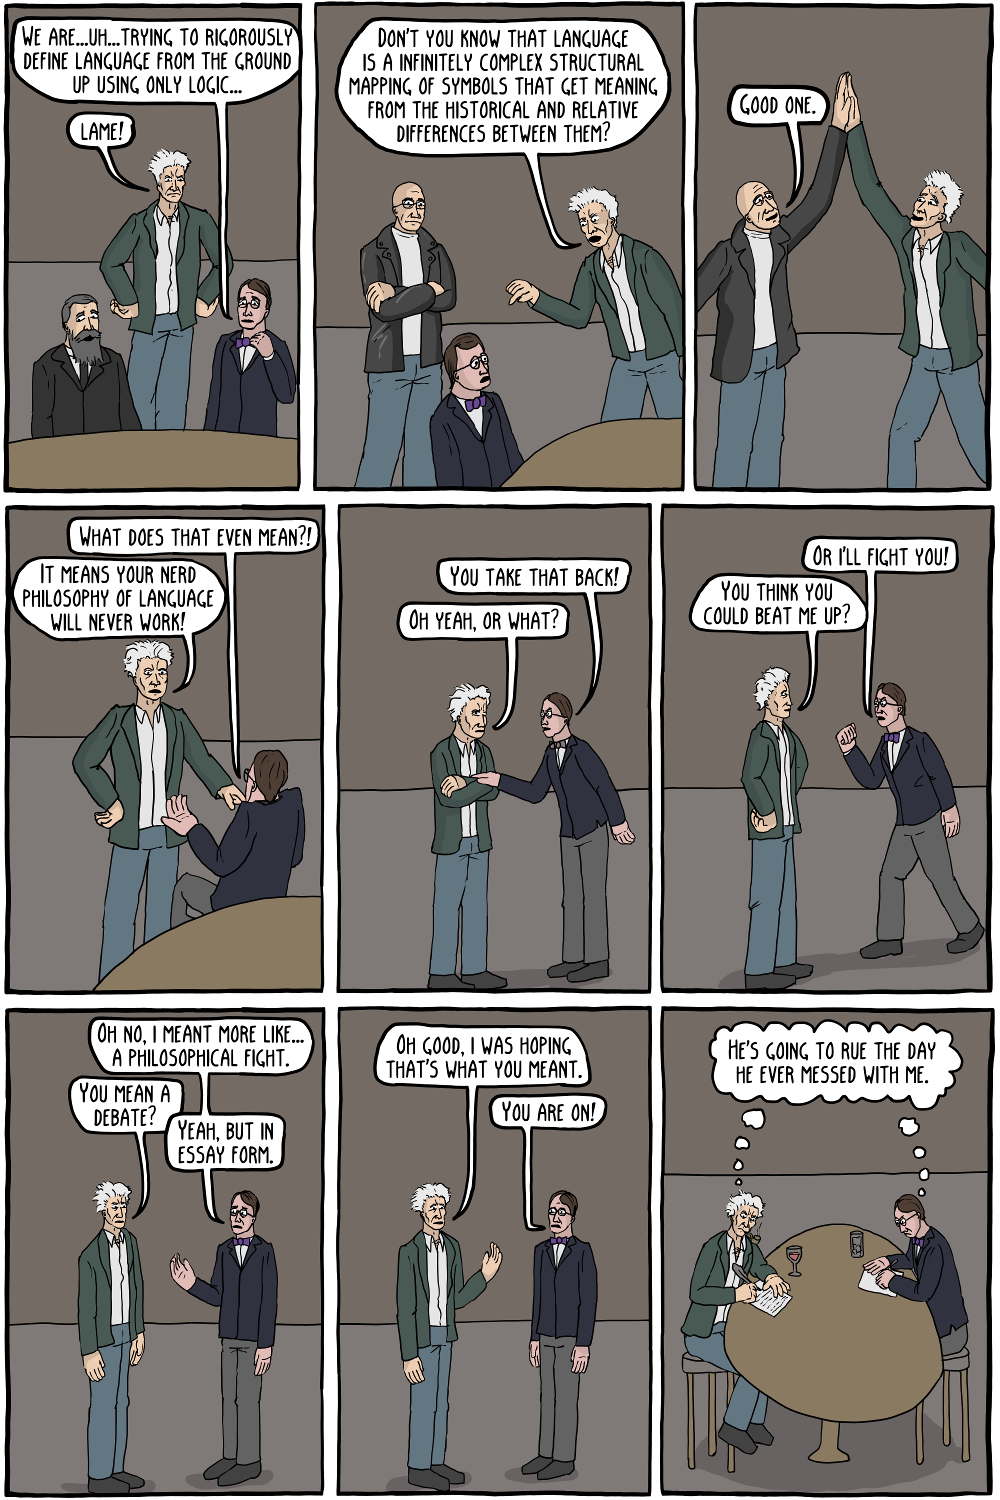 WE ARE...UH...TRYING TO RIGOROUSLY
DEFINE LANGUAGE FROM THE GROUND
UP USING ONLY LOGIC...
LAME!
DON'T YOU KNOW THAT LANGUAGE
IS A INFINITELY COMPLEX STRUCTURAL
MAPPING OF SYMBOLS THAT GET MEANING
FROM THE HISTORICAL AND RELATIVE
DIFFERENCES BETWEEN THEM?
GOOD ONE.
WHAT DOES THAT EVEN MEAN?!
IT MEANS YOUR NERD
PHILOSOPHY OF LANGUAGE
WILL NEVER WORK!
YOU TAKE THAT BACK!
OH YEAH, OR WHAT?
OR I'LL FIGHT YOU!
YOU THINK YOU
COULD BEAT ME UP?
OH NO, I MEANT MORE LIKE...
A PHILOSOPHICAL FIGHT.
YOU MEAN A
DEBATE?
YEAH, BUT IN
ESSAY FORM.
OH GOOD, I WAS HOPING
THAT'S WHAT YOU MEANT.
YOU ARE ON!
HE'S GOING TO RUE THE DAY
HE EVER MESSED WITH ME.